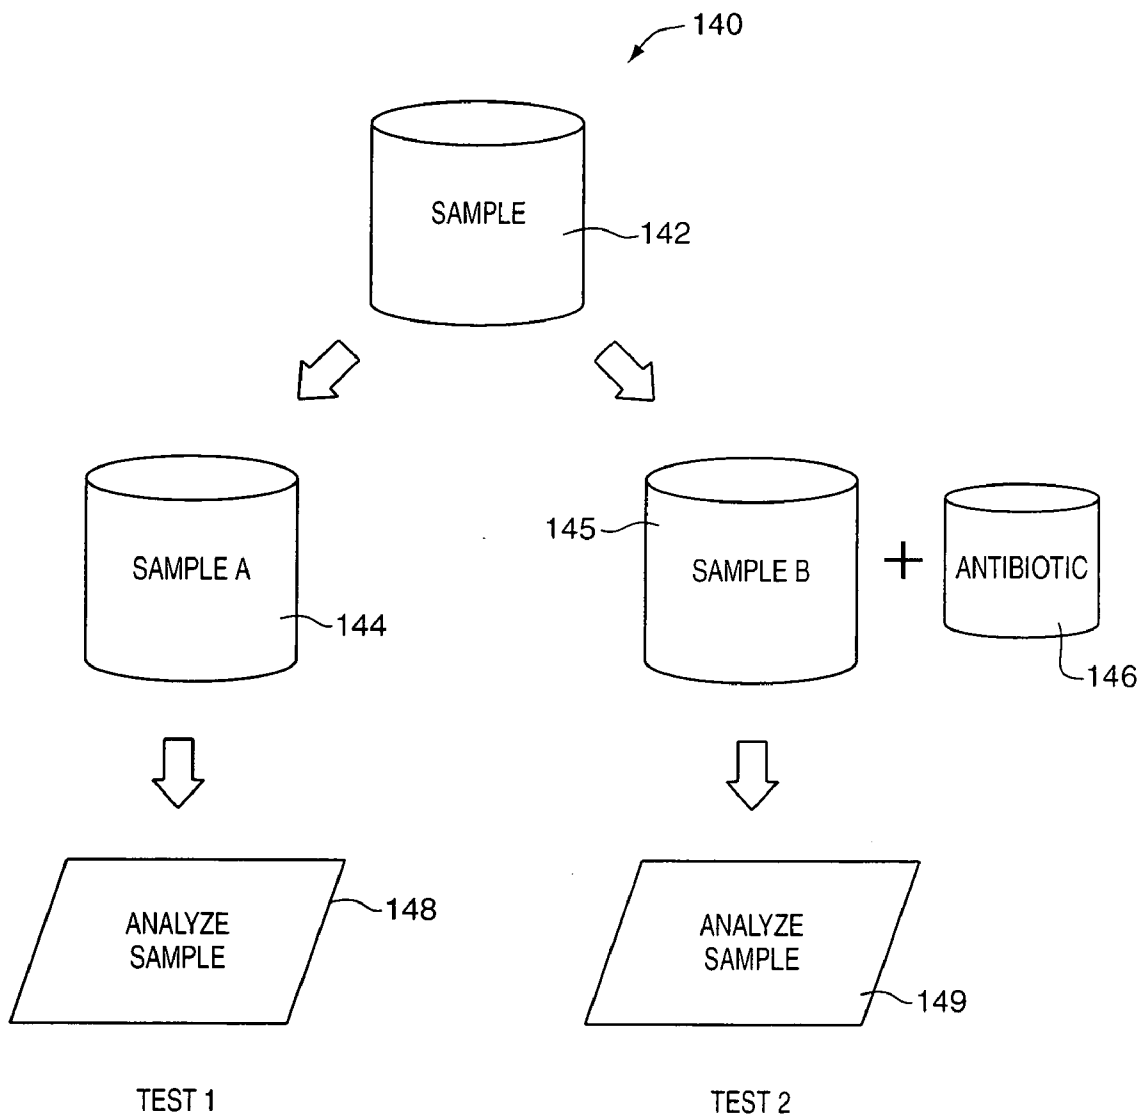 140
SAMPLE
142
SAMPLE A
144
145
SAMPLE B
+
ANTIBIOTIC
146
ANALYZE
SAMPLE
148
ANALYZE
SAMPLE
149
TEST 1
TEST 2